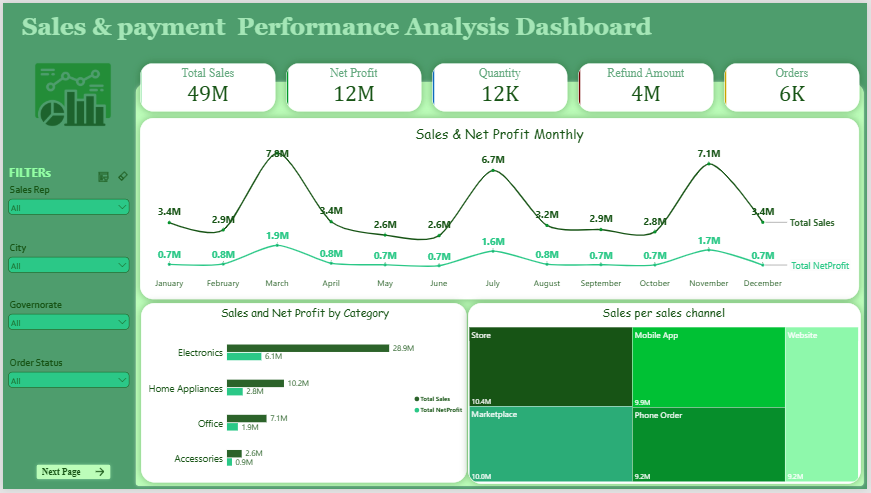 Sales & payment  Performance Analysis Dashboard
Total Sales
49M
Net Profit
12M
Quantity
12K
Refund Amount
4M
Orders
6K
FILTERs
Sales Rep
All
City
All
Governorate
All
Order Status
All
Next Page
Sales & Net Profit Monthly
7.8M
6.7M
7.1M
3.4M
2.9M
3.4M
2.6M
2.6M
3.2M
2.9M
2.8M
3.4M
Total Sales
0.7M
0.8M
1.9M
0.8M
0.7M
0.7M
1.6M
0.8M
0.7M
0.7M
1.7M
0.7M
Total NetProfit
January
February
March
April
May
June
July
August
September
October
November
December
Sales and Net Profit by Category
Electronics
28.9M
6.1M
Home Appliances
10.2M
2.8M
Office
7.1M
1.9M
Accessories
2.6M
0.9M
Total Sales
Total NetProfit
Sales per sales channel
Store
10.4M
Marketplace
10.0M
Mobile App
9.9M
Phone Order
9.2M
Website
9.2M